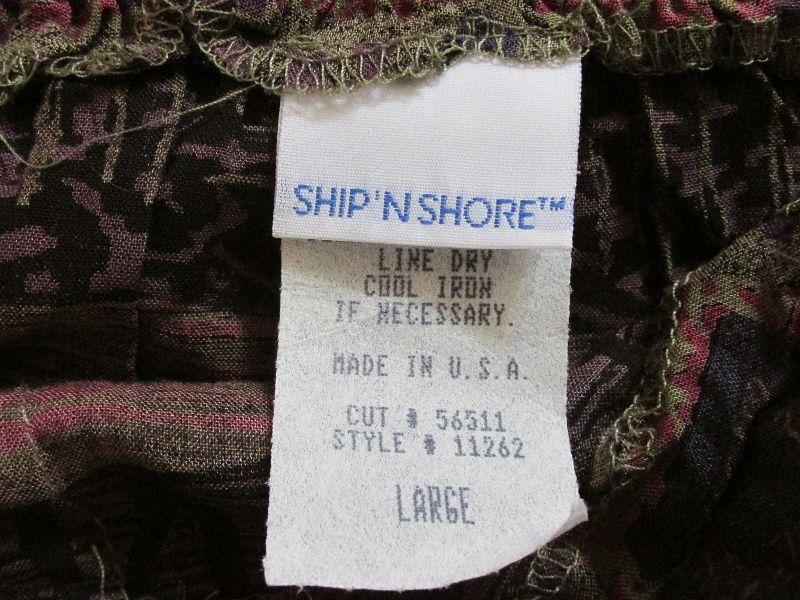 SHIP'N SHORE™
LINE DRY
COOL IRON
IF NECESSARY.
MADE IN U.S.A.
CUT # 56511
STYLE # 11262
LARGE